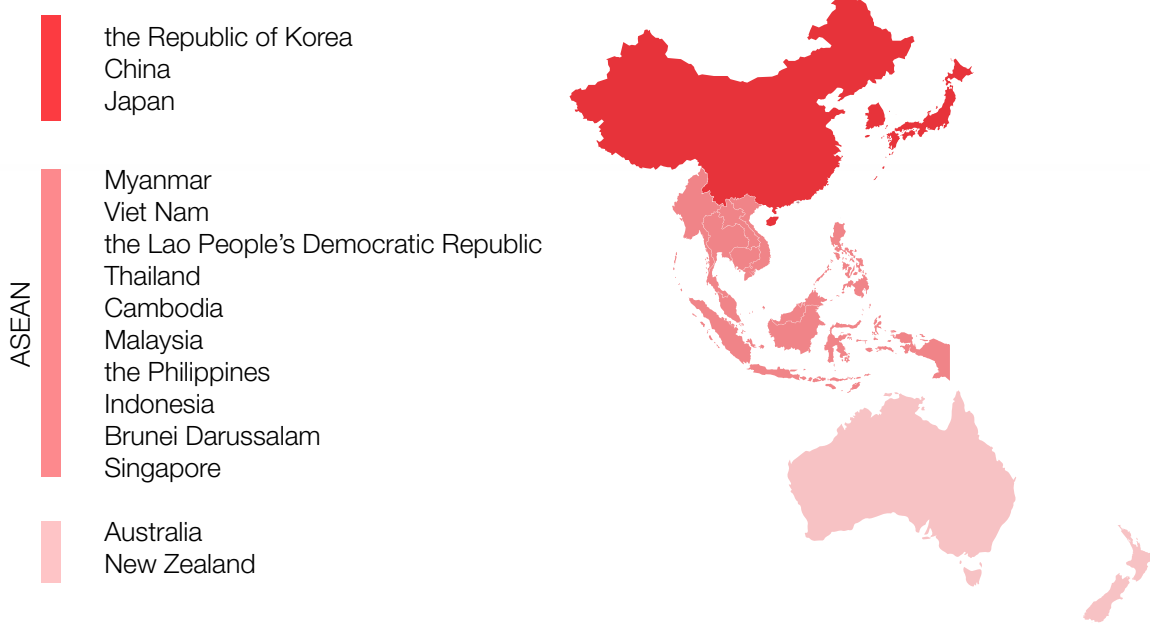 the Republic of Korea
China
Japan
ASEAN
Myanmar
Viet Nam
the Lao People’s Democratic Republic
Thailand
Cambodia
Malaysia
the Philippines
Indonesia
Brunei Darussalam
Singapore
Australia
New Zealand